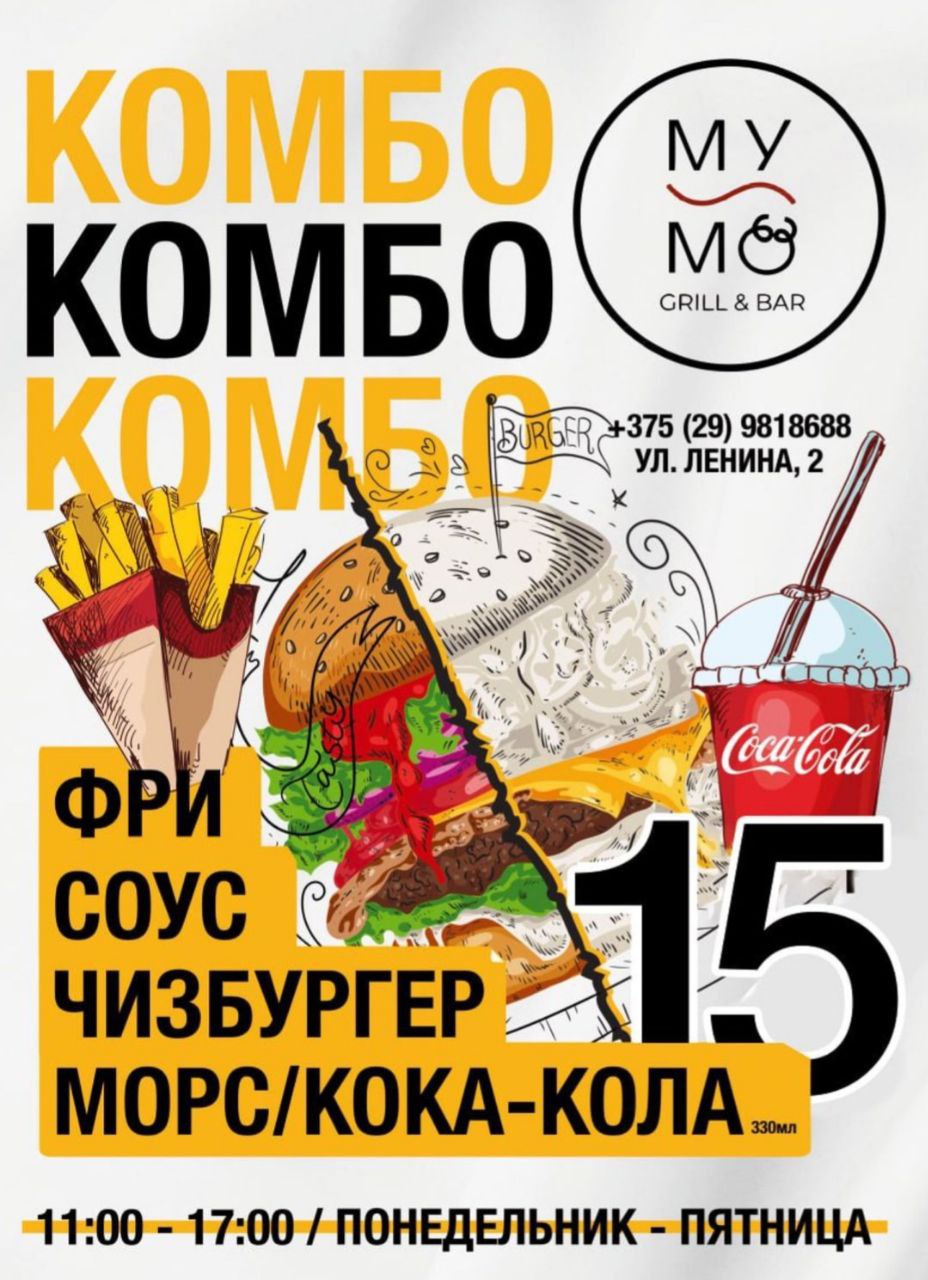 КОМБО
КОМБО
КОМБО
МУ
МО
GRILL & BAR
+375 (29) 9818688
УЛ. ЛЕНИНА, 2
BURGER
Tasty
Coca-Cola
ФРИ
СОУС
ЧИЗБУРГЕР
МОРС/КОКА-КОЛА 330мл
15
11:00 - 17:00 / ПОНЕДЕЛЬНИК - ПЯТНИЦА